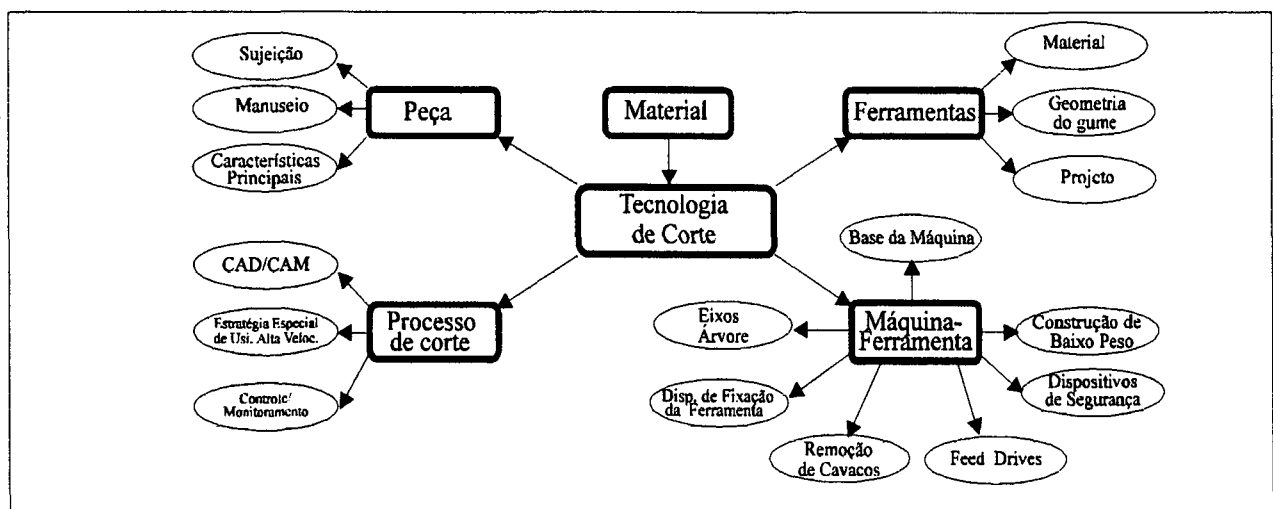 Sujeição
Manuseio
Características
Principais
Peça
Material
Ferramentas
Material
Geometria
do gume
Projeto
Tecnologia
de Corte
CAD/CAM
Estratégia Especial
de Usi. Alta Veloc.
Controle/
Monitoramento
Processo
de corte
Base da Máquina
Eixos
Árvore
Máquina-
Ferramenta
Construção de
Baixo Peso
Disp. de Fixação
da Ferramenta
Dispositivos
de Segurança
Remoção
de Cavacos
Feed Drives